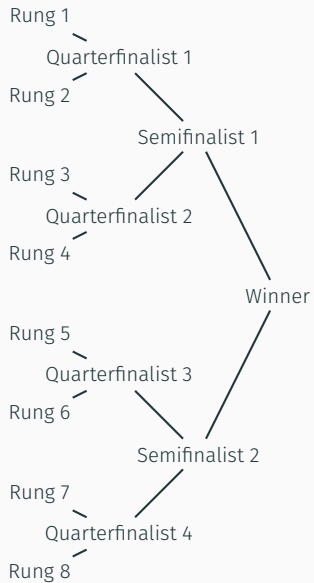 Rung 1
Quarterfinalist 1
Rung 2
Semifinalist 1
Rung 3
Quarterfinalist 2
Rung 4
Winner
Rung 5
Quarterfinalist 3
Rung 6
Semifinalist 2
Rung 7
Quarterfinalist 4
Rung 8